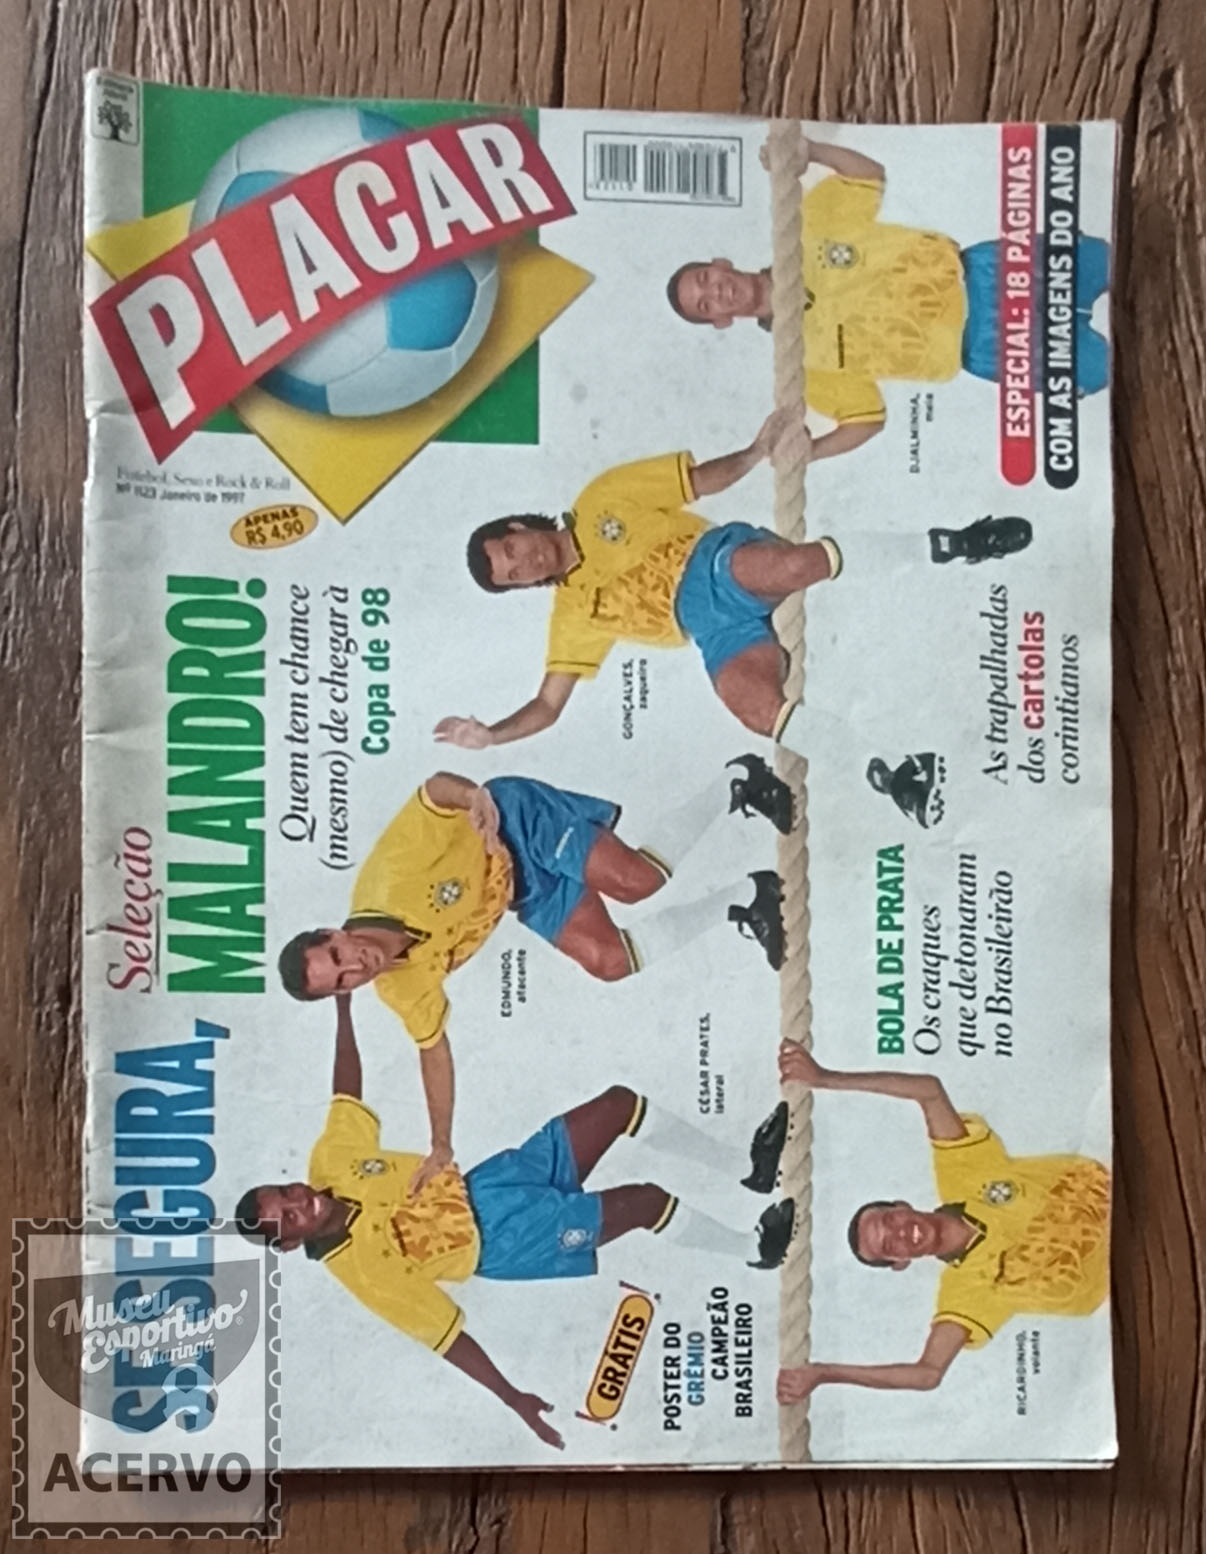 PLACAR
Futebol, Sexo e Rock & Roll
Nº 1123 Janeiro de 1997
APENAS
R$ 4,90
Seleção
SE SEGURA,
MALANDRO!
Quem tem chance
(mesmo) de chegar à
Copa de 98
EDMUNDO,
atacante
GONÇALVES,
zagueiro
DJALMINHA,
meia
CÉSAR PRATES,
lateral
RICARDINHO,
volante
GRÁTIS
POSTER DO
GRÊMIO
CAMPEÃO
BRASILEIRO
BOLA DE PRATA
Os craques
que detonaram
no Brasileirão
As trapalhadas
dos cartolas
corintianos
ESPECIAL: 18 PÁGINAS
COM AS IMAGENS DO ANO
Museu
Esportivo
Maringá
ACERVO